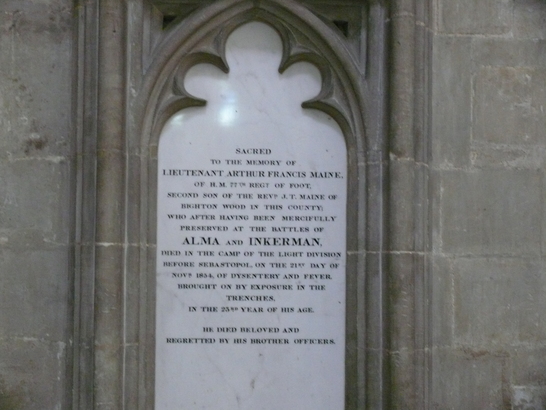 SACRED
TO THE MEMORY OF
LIEUTENANT ARTHUR FRANCIS MAINE,
OF H.M. 77TH REGT OF FOOT,
SECOND SON OF THE REVD J. T. MAINE OF
BIGHTON WOOD IN THIS COUNTY;
WHO AFTER HAVING BEEN MERCIFULLY
PRESERVED AT THE BATTLES OF
ALMA AND INKERMAN,
DIED IN THE CAMP OF THE LIGHT DIVISION
BEFORE SEBASTOPOL, ON THE 21ST DAY OF
NOVR 1854, OF DYSENTERY AND FEVER,
BROUGHT ON BY EXPOSURE IN THE
TRENCHES,
IN THE 25TH YEAR OF HIS AGE.
HE DIED BELOVED AND
REGRETTED BY HIS BROTHER OFFICERS.